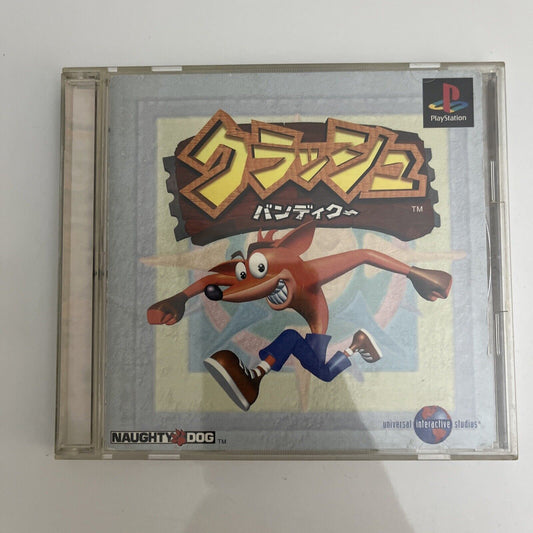 PlayStation
クラッシュ
バンディクー
TM
NAUGHTY DOG TM
universal interactive studios®